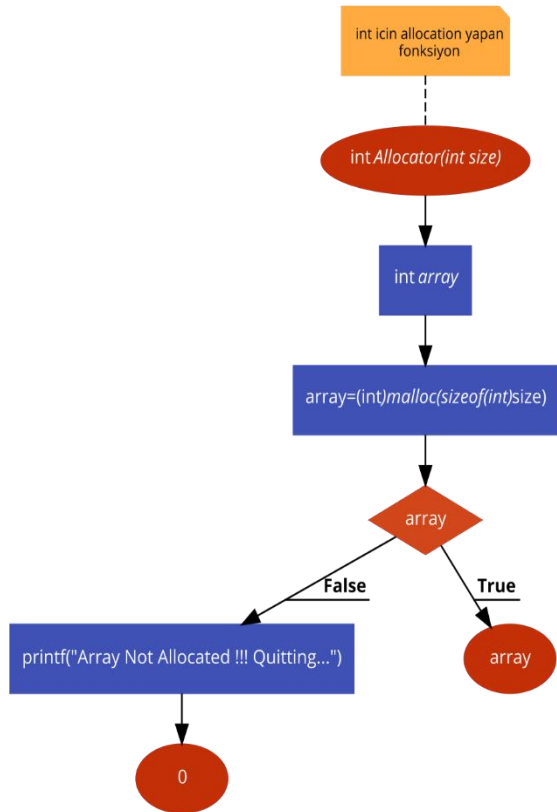 int icin allocation yapan
fonksiyon
int Allocator(int size)
int array
array=(int)malloc(sizeof(int)size)
array
False
True
printf("Array Not Allocated !!! Quitting...")
array
0